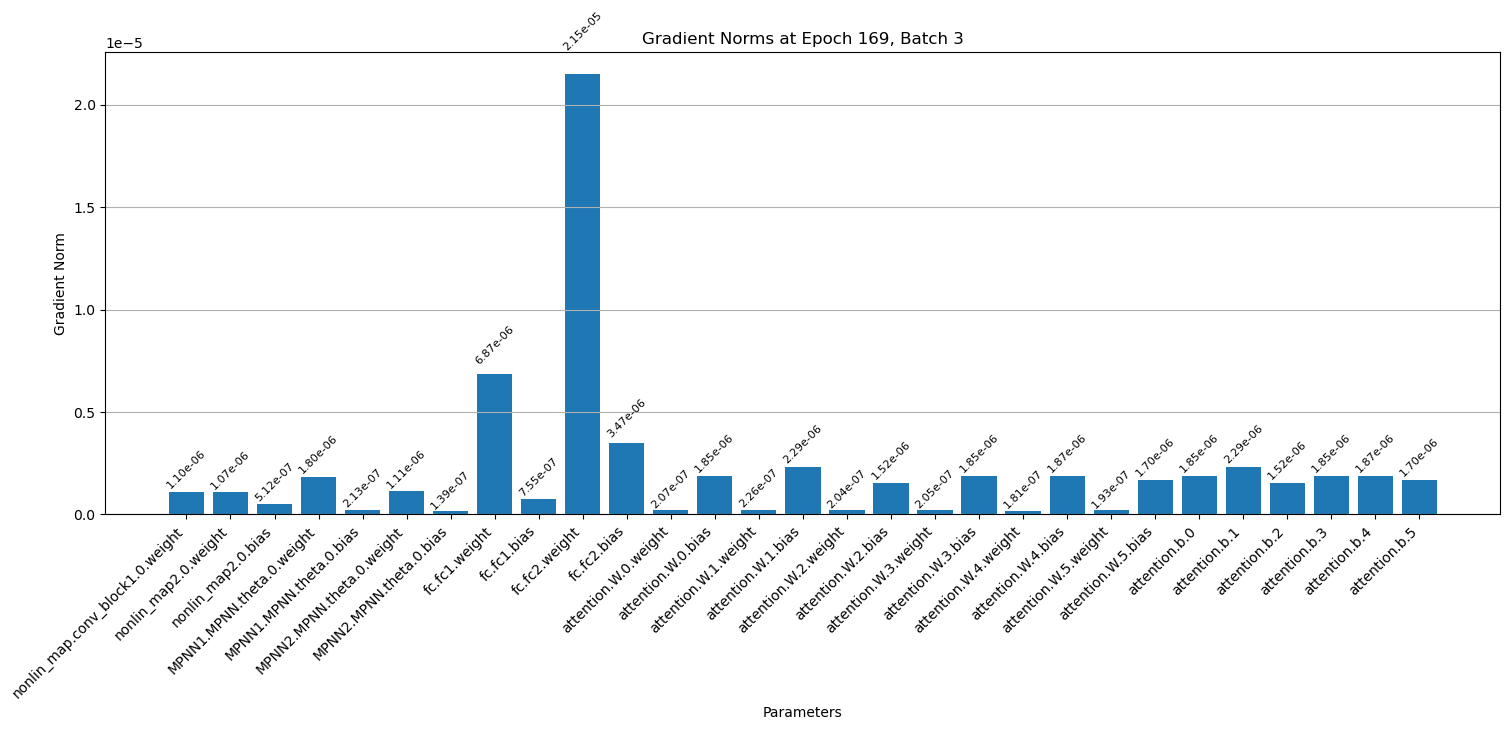 Gradient Norms at Epoch 169, Batch 3
1e−5
2.0
1.5
1.0
0.5
0.0
Gradient Norm
1.10e-06
1.07e-06
5.12e-07
1.80e-06
2.13e-07
1.11e-06
1.39e-07
6.87e-06
7.55e-07
2.15e-05
3.47e-06
2.07e-07
1.85e-06
2.26e-07
2.29e-06
2.04e-07
1.52e-06
2.05e-07
1.85e-06
1.81e-07
1.87e-06
1.93e-07
1.70e-06
1.85e-06
2.29e-06
1.52e-06
1.85e-06
1.87e-06
1.70e-06
nonlin_map.conv_block1.0.weight
nonlin_map2.0.weight
nonlin_map2.0.bias
MPNN1.MPNN.theta.0.weight
MPNN1.MPNN.theta.0.bias
MPNN2.MPNN.theta.0.weight
MPNN2.MPNN.theta.0.bias
fc.fc1.weight
fc.fc1.bias
fc.fc2.weight
fc.fc2.bias
attention.W.0.weight
attention.W.0.bias
attention.W.1.weight
attention.W.1.bias
attention.W.2.weight
attention.W.2.bias
attention.W.3.weight
attention.W.3.bias
attention.W.4.weight
attention.W.4.bias
attention.W.5.weight
attention.W.5.bias
attention.b.0
attention.b.1
attention.b.2
attention.b.3
attention.b.4
attention.b.5
Parameters